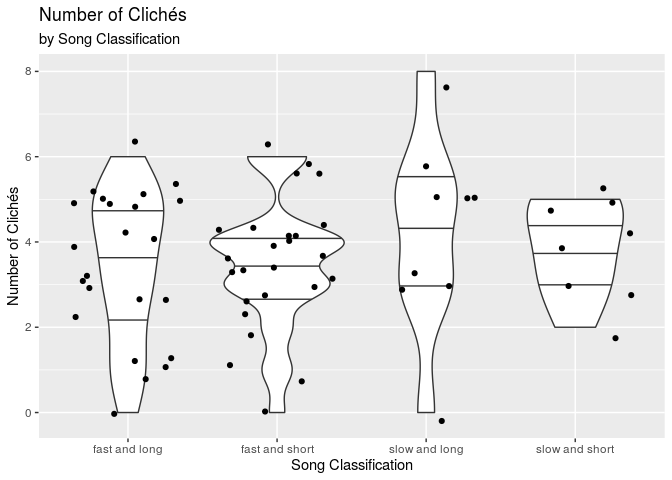 Number of Clichés
by Song Classification
Number of Clichés
8
6
4
2
0
fast and long
fast and short
slow and long
slow and short
Song Classification